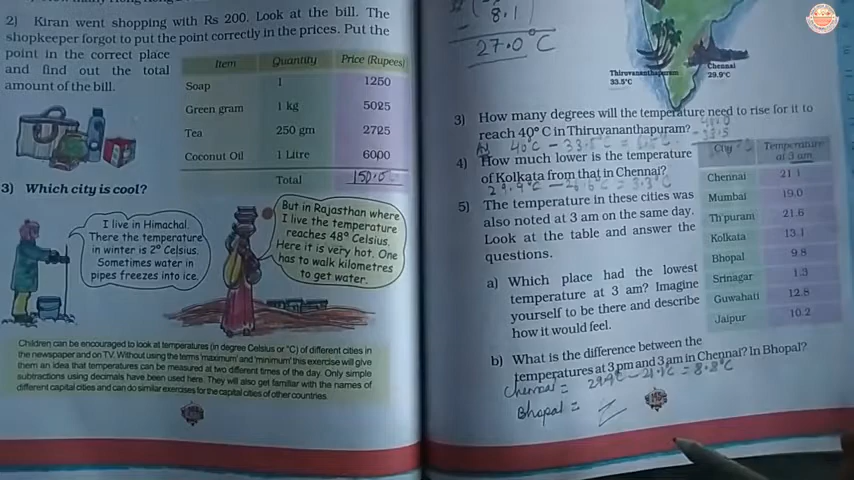 2) Kiran went shopping with Rs 200. Look at the bill. The
shopkeeper forgot to put the point correctly in the prices. Put the
point in the correct place
and find out the total
amount of the bill.
Item Quantity Price (Rupees)
Soap 1 1250
Green gram 1 kg 5025
Tea 250 gm 2725
Coconut Oil 1 Litre 6000
Total 150.0
3) Which city is cool?
I live in Himachal.
There the temperature
in winter is 2° Celsius.
Sometimes water in
pipes freezes into ice.
But in Rajasthan where
I live the temperature
reaches 48° Celsius.
Here it is very hot. One
has to walk kilometres
to get water.
Children can be encouraged to look at temperatures (in degree Celsius or °C) of different cities in
the newspaper and on TV. Without using the terms 'maximum' and 'minimum' this exercise will give
them an idea that temperatures can be measured at two different times of the day. Only simple
subtractions using decimals have been used here. They will also get familiar with the names of
different capital cities and can do similar exercises for the capital cities of other countries
8.1
27.0°C
Thiruvananthapuram
33.5°C
Chennai
29.9°C
3) How many degrees will the temperature need to rise for it to
reach 40° C in Thiruvananthapuram?
40°C - 33.5°C =
4) How much lower is the temperature
of Kolkata from that in Chennai?
29.9°C - 26.6°C = 3.3°C
5) The temperature in these cities was
also noted at 3 am on the same day.
Look at the table and answer the
questions.
City Temperature
at 3 am
Chennai 21.1
Mumbai 19.0
Th'puram 21.6
Kolkata 13.1
Bhopal 9.8
Srinagar 1.3
Guwahati 12.8
Jaipur 10.2
a) Which place had the lowest
temperature at 3 am? Imagine
yourself to be there and describe
how it would feel.
b) What is the difference between the
temperatures at 3 pm and 3 am in Chennai? In Bhopal?
Chennai = 29.9°C - 21.1°C = 8.8°C
Bhopal =